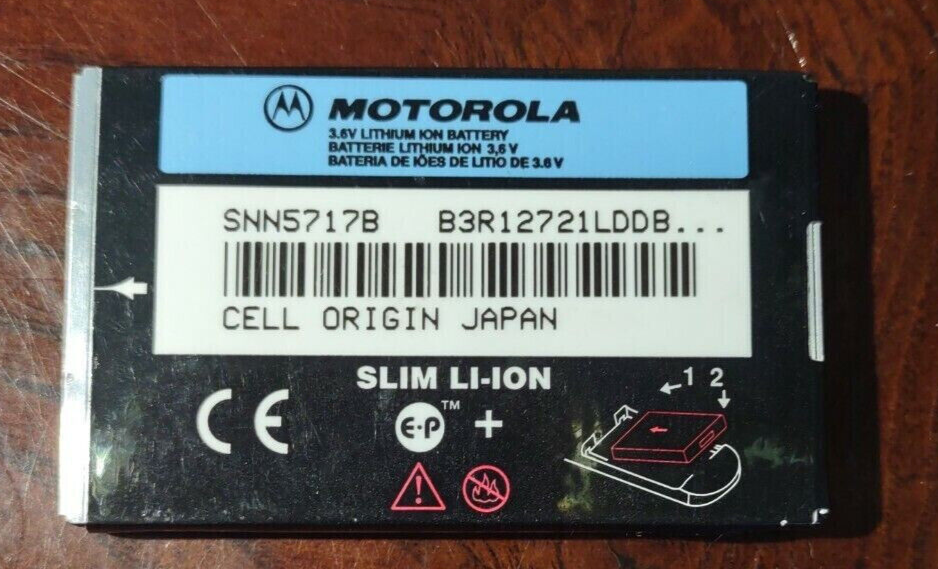 MOTOROLA
3.6V LITHIUM ION BATTERY
BATTERIE LITHIUM ION 3,6 V
BATERIA DE IÕES DE LITIO DE 3.6 V
SNN5717B B3R12721LDDB...
CELL ORIGIN JAPAN
SLIM LI-ION
1 2
CE E·P™ +